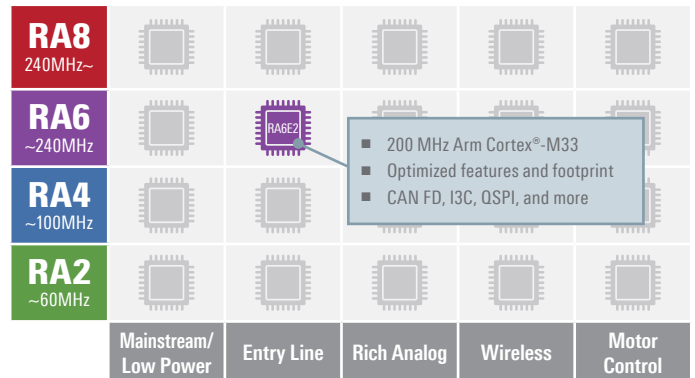 RA8
240MHz~
RA6
~240MHz
RA6E2
■ 200 MHz Arm Cortex®-M33
■ Optimized features and footprint
■ CAN FD, I3C, QSPI, and more
RA4
~100MHz
RA2
~60MHz
Mainstream/
Low Power
Entry Line
Rich Analog
Wireless
Motor
Control